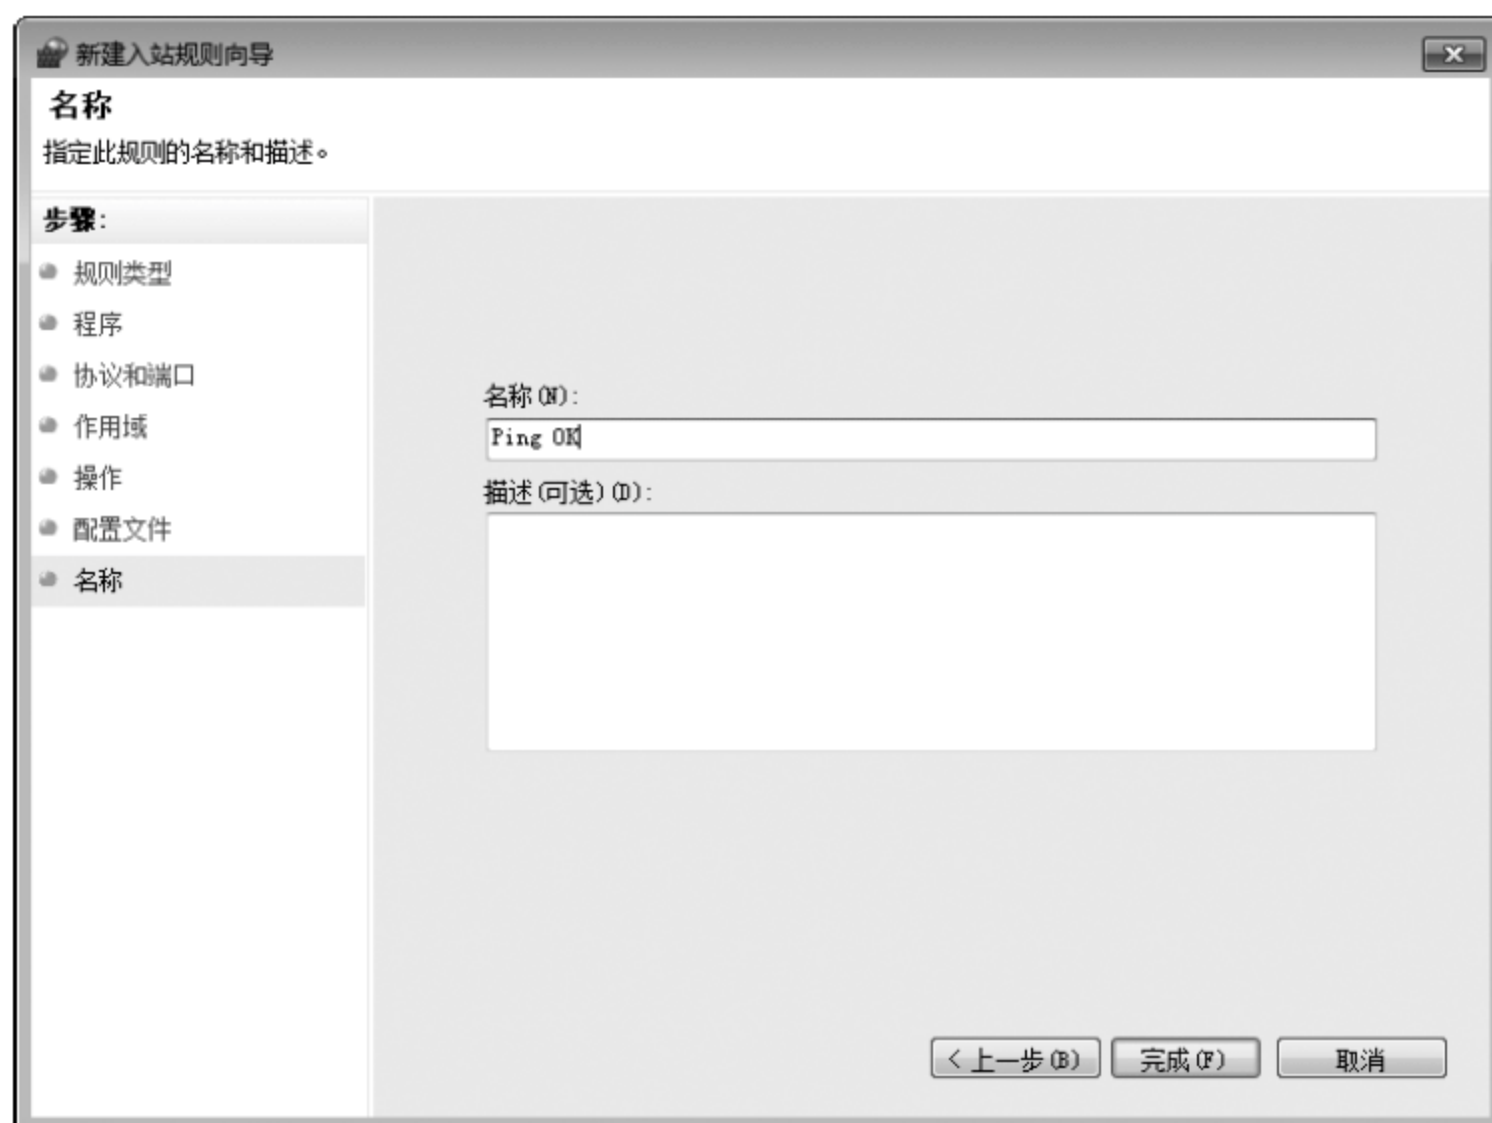 新建入站规则向导
名称
指定此规则的名称和描述。
步骤:
规则类型
程序
协议和端口
作用域
操作
配置文件
名称
名称(N):
Ping OK
描述(可选)(D):
< 上一步(B)
完成(F)
取消